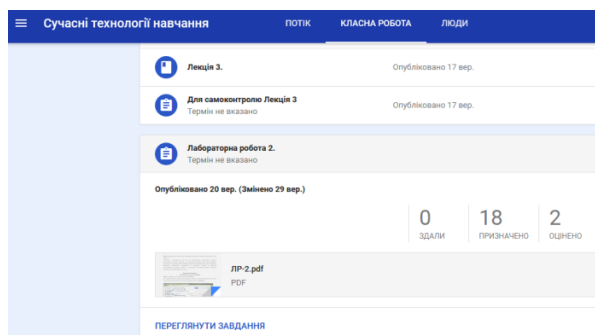 Сучасні технології навчання ПОТІК КЛАСНА РОБОТА ЛЮДИ
Лекція 3. Опубліковано 17 вер.
Для самоконтролю Лекція 3
Термін не вказано
Опубліковано 17 вер.
Лабораторна робота 2.
Термін не вказано
Опубліковано 20 вер. (Змінено 29 вер.)
0 18 2
ЗДАЛИ ПРИЗНАЧЕНО ОЦІНЕНО
ЛР-2.pdf
PDF
ПЕРЕГЛЯНУТИ ЗАВДАННЯ